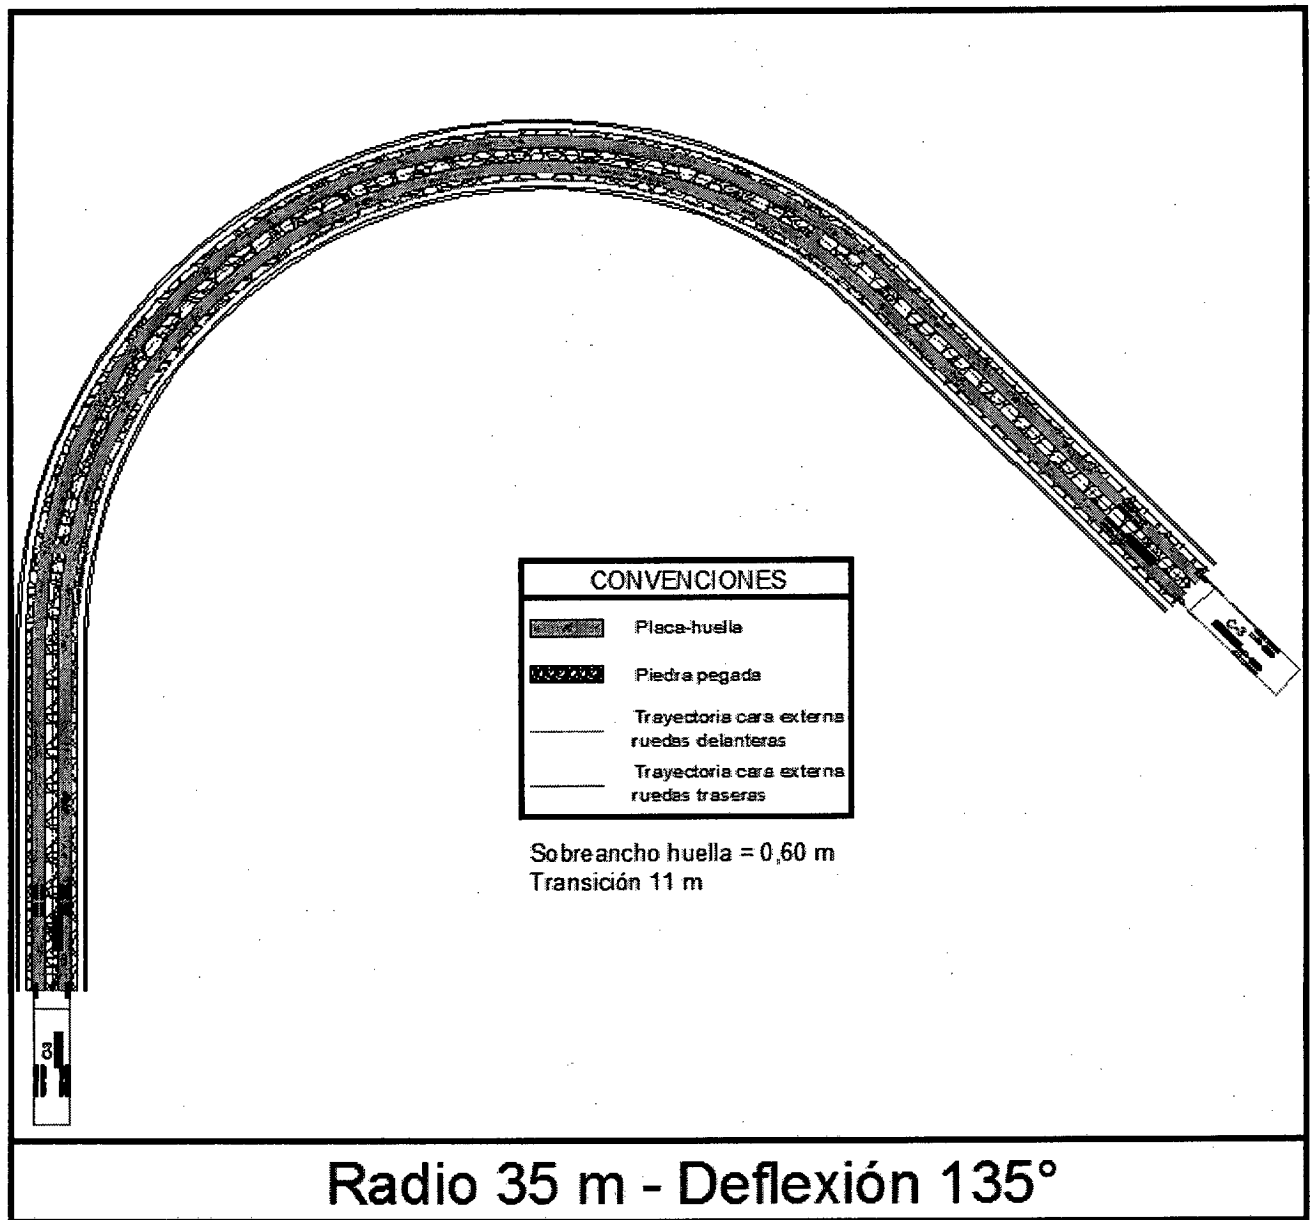 CONVENCIONES
Placa-huella
Piedra pegada
Trayectoria cara externa
ruedas delanteras
Trayectoria cara externa
ruedas traseras
Sobreancho huella = 0,60 m
Transición 11 m
C-3
C3
Radio 35 m - Deflexión 135°